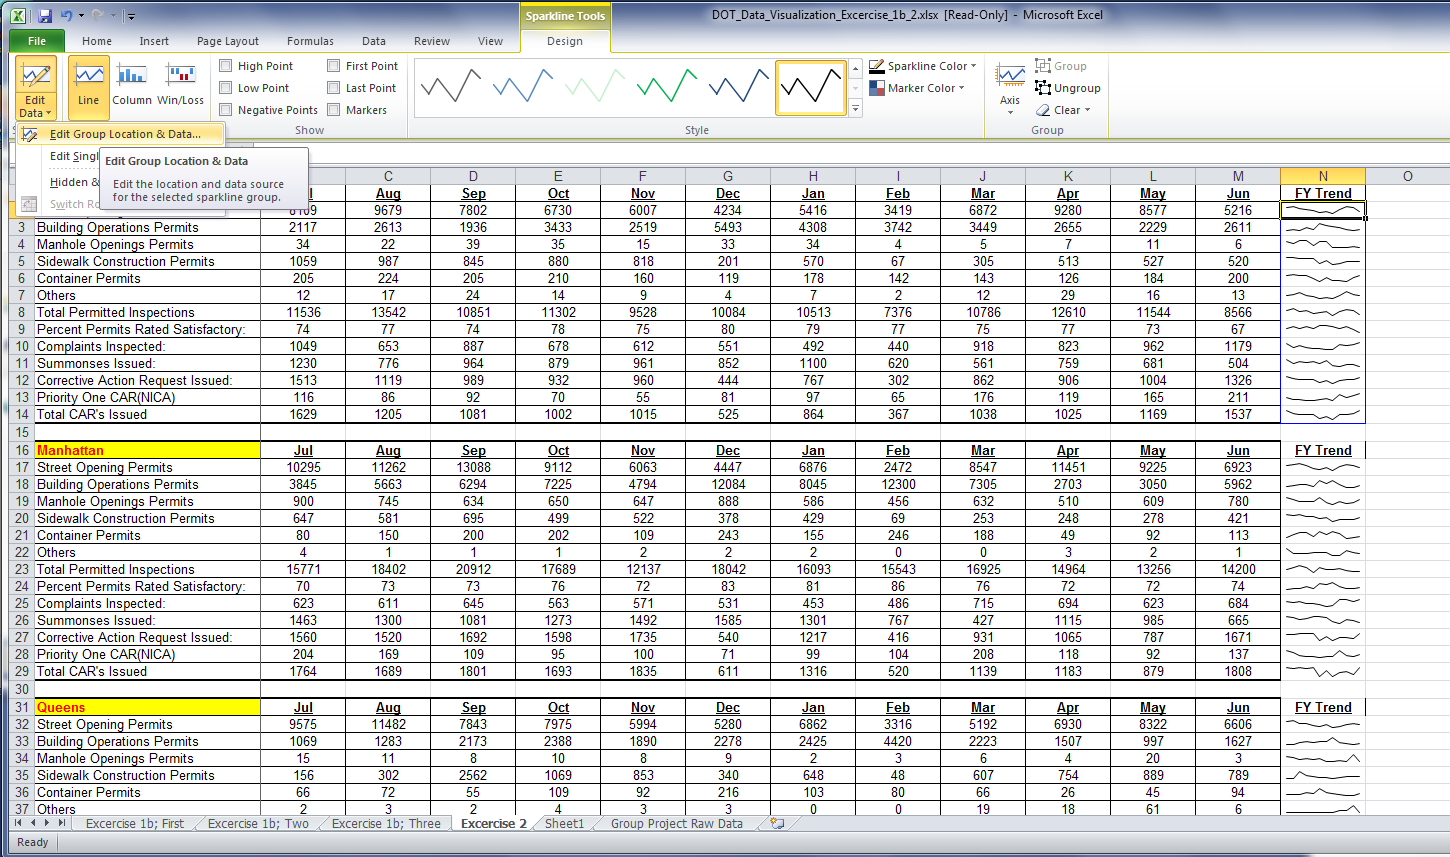 Sparkline Tools
DOT_Data_Visualization_Excercise_1b_2.xlsx [Read-Only] - Microsoft Excel
File Home Insert Page Layout Formulas Data Review View Design
Edit Data Line Column Win/Loss
High Point First Point
Low Point Last Point
Negative Points Markers
Show
Style
Sparkline Color
Marker Color
Axis
Group
Ungroup
Clear
Group
Edit Group Location & Data...
Edit Singl
Hidden &
Switch Ro
Edit Group Location & Data
Edit the location and data source
for the selected sparkline group.
C D E F G H I J K L M N O
Aug Sep Oct Nov Dec Jan Feb Mar Apr May Jun FY Trend
9679 7802 6730 6007 4234 5416 3419 6872 9280 8577 5216
3 Building Operations Permits 2117 2613 1936 3433 2519 5493 4308 3742 3449 2655 2229 2611
4 Manhole Openings Permits 34 22 39 35 15 33 34 4 5 7 11 6
5 Sidewalk Construction Permits 1059 987 845 880 818 201 570 67 305 513 527 520
6 Container Permits 205 224 205 210 160 119 178 142 143 126 184 200
7 Others 12 17 24 14 9 4 7 2 12 29 16 13
8 Total Permitted Inspections 11536 13542 10851 11302 9528 10084 10513 7376 10786 12610 11544 8566
9 Percent Permits Rated Satisfactory: 74 77 74 78 75 80 79 77 75 77 73 67
10 Complaints Inspected: 1049 653 887 678 612 551 492 440 918 823 962 1179
11 Summonses Issued: 1230 776 964 879 961 852 1100 620 561 759 681 504
12 Corrective Action Request Issued: 1513 1119 989 932 960 444 767 302 862 906 1004 1326
13 Priority One CAR(NICA) 116 86 92 70 55 81 97 65 176 119 165 211
14 Total CAR's Issued 1629 1205 1081 1002 1015 525 864 367 1038 1025 1169 1537
15
16 Manhattan Jul Aug Sep Oct Nov Dec Jan Feb Mar Apr May Jun FY Trend
17 Street Opening Permits 10295 11262 13088 9112 6063 4447 6876 2472 8547 11451 9225 6923
18 Building Operations Permits 3845 5663 6294 7225 4794 12084 8045 12300 7305 2703 3050 5962
19 Manhole Openings Permits 900 745 634 650 647 888 586 456 632 510 609 780
20 Sidewalk Construction Permits 647 581 695 499 522 378 429 69 253 248 278 421
21 Container Permits 80 150 200 202 109 243 155 246 188 49 92 113
22 Others 4 1 1 1 2 2 2 0 0 3 2 1
23 Total Permitted Inspections 15771 18402 20912 17689 12137 18042 16093 15543 16925 14964 13256 14200
24 Percent Permits Rated Satisfactory: 70 73 73 76 72 83 81 86 76 72 72 74
25 Complaints Inspected: 623 611 645 563 571 531 453 486 715 694 623 684
26 Summonses Issued: 1463 1300 1081 1273 1492 1585 1301 767 427 1115 985 665
27 Corrective Action Request Issued: 1560 1520 1692 1598 1735 540 1217 416 931 1065 787 1671
28 Priority One CAR(NICA) 204 169 109 95 100 71 99 104 208 118 92 137
29 Total CAR's Issued 1764 1689 1801 1693 1835 611 1316 520 1139 1183 879 1808
30
31 Queens Jul Aug Sep Oct Nov Dec Jan Feb Mar Apr May Jun FY Trend
32 Street Opening Permits 9575 11482 7843 7975 5994 5280 6862 3316 5192 6930 8322 6606
33 Building Operations Permits 1069 1283 2173 2388 1890 2278 2425 4420 2223 1507 997 1627
34 Manhole Openings Permits 15 11 8 10 8 9 2 3 6 4 20 3
35 Sidewalk Construction Permits 156 302 2562 1069 853 340 648 48 607 754 889 789
36 Container Permits 66 72 55 109 92 216 103 80 66 26 45 94
37 Others 2 3 2 4 3 3 0 0 19 18 61 6
Excercise 1b; First Excercise 1b; Two Excercise 1b; Three Excercise 2 Sheet1 Group Project Raw Data
Ready